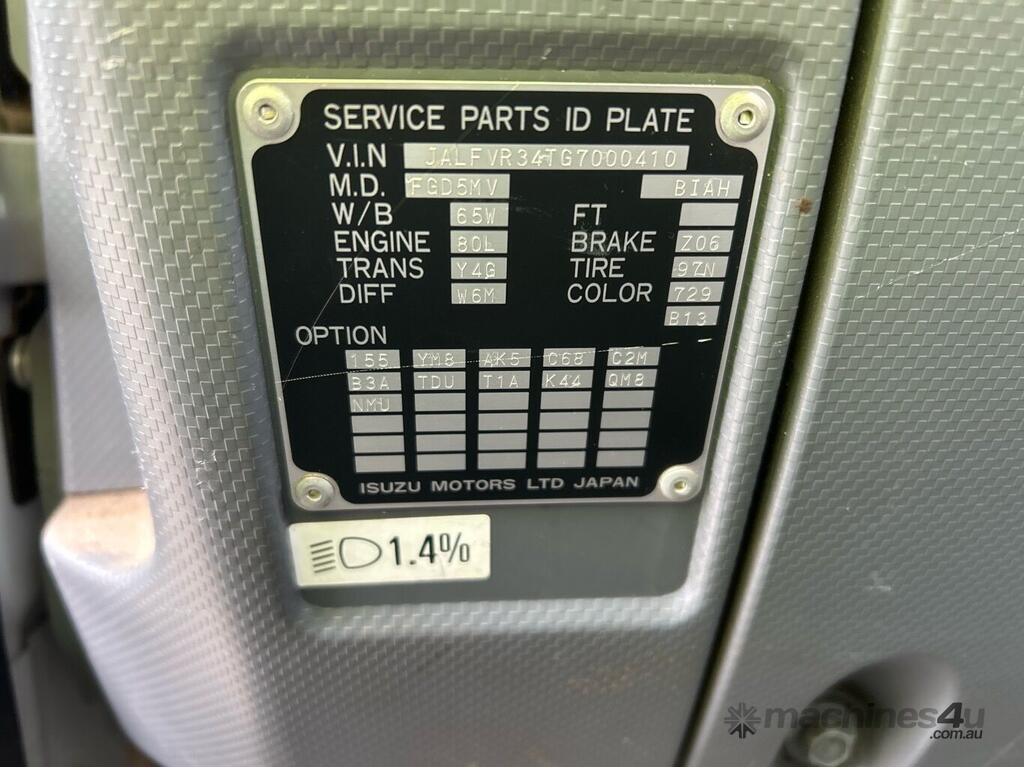 SERVICE PARTS ID PLATE
V.I.N JALFVR34TG7000410
M.D. FGD5MV BIAH
W/B 65W FT
ENGINE 80L BRAKE Z06
TRANS Y4G TIRE 97N
DIFF W6M COLOR 729
B13
OPTION
155 YM8 AK5 C68 C2M
B3A TDU T1A K44 QM8
NMU
ISUZU MOTORS LTD JAPAN
1.4%
machines4u
.com.au